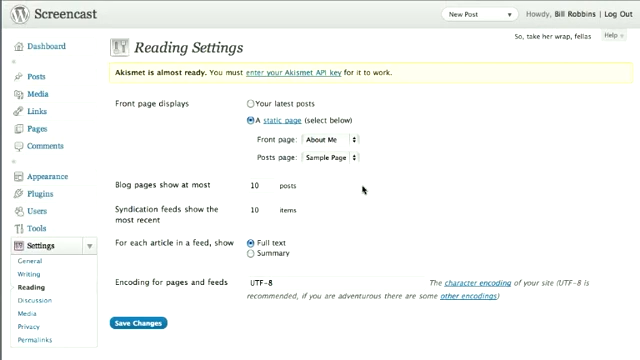 Screencast
New Post
Howdy, Bill Robbins | Log Out
So, take her wrap, fellas
Help
Dashboard
Posts
Media
Links
Pages
Comments
Appearance
Plugins
Users
Tools
Settings
General
Writing
Reading
Discussion
Media
Privacy
Permalinks
Reading Settings
Akismet is almost ready. You must enter your Akismet API key for it to work.
Front page displays
Your latest posts
A static page (select below)
Front page: About Me
Posts page: Sample Page
Blog pages show at most 10 posts
Syndication feeds show the 10 items
most recent
For each article in a feed, show Full text
Summary
Encoding for pages and feeds UTF-8 The character encoding of your site (UTF-8 is
recommended, if you are adventurous there are some other encodings)
Save Changes